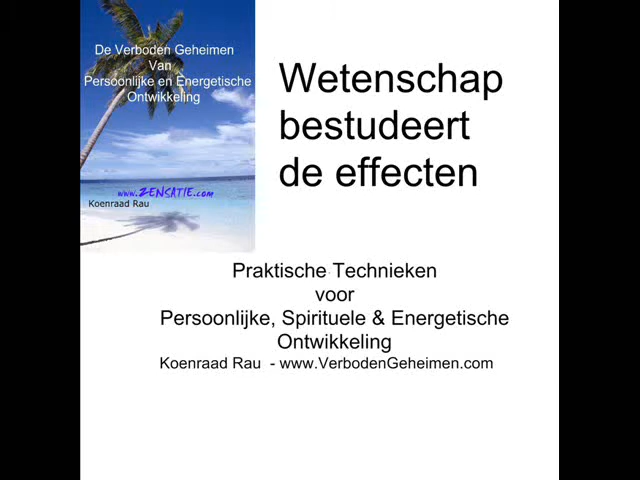 De Verboden Geheimen
Van
Persoonlijke en Energetische
Ontwikkeling
www.ZENSATIE.com
Koenraad Rau
Wetenschap
bestudeert
de effecten
Praktische Technieken
voor
Persoonlijke, Spirituele & Energetische
Ontwikkeling
Koenraad Rau - www.VerbodenGeheimen.com